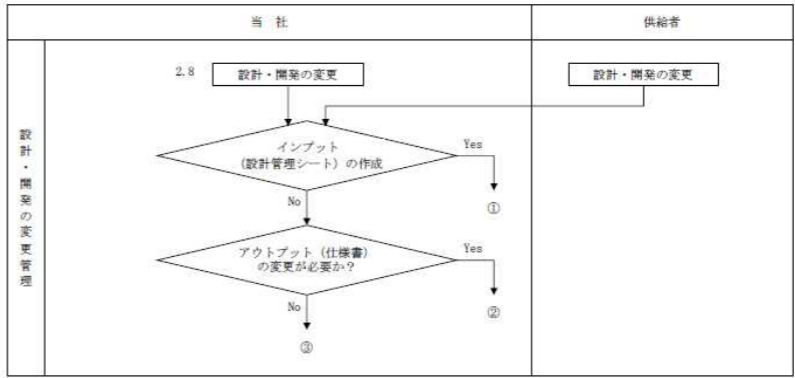 当　社
供給者
設計・開発の変更管理
2.8
設計・開発の変更
設計・開発の変更
インプット
（設計管理シート）の作成
Yes
①
No
アウトプット（仕様書）
の変更が必要か？
Yes
②
No
③